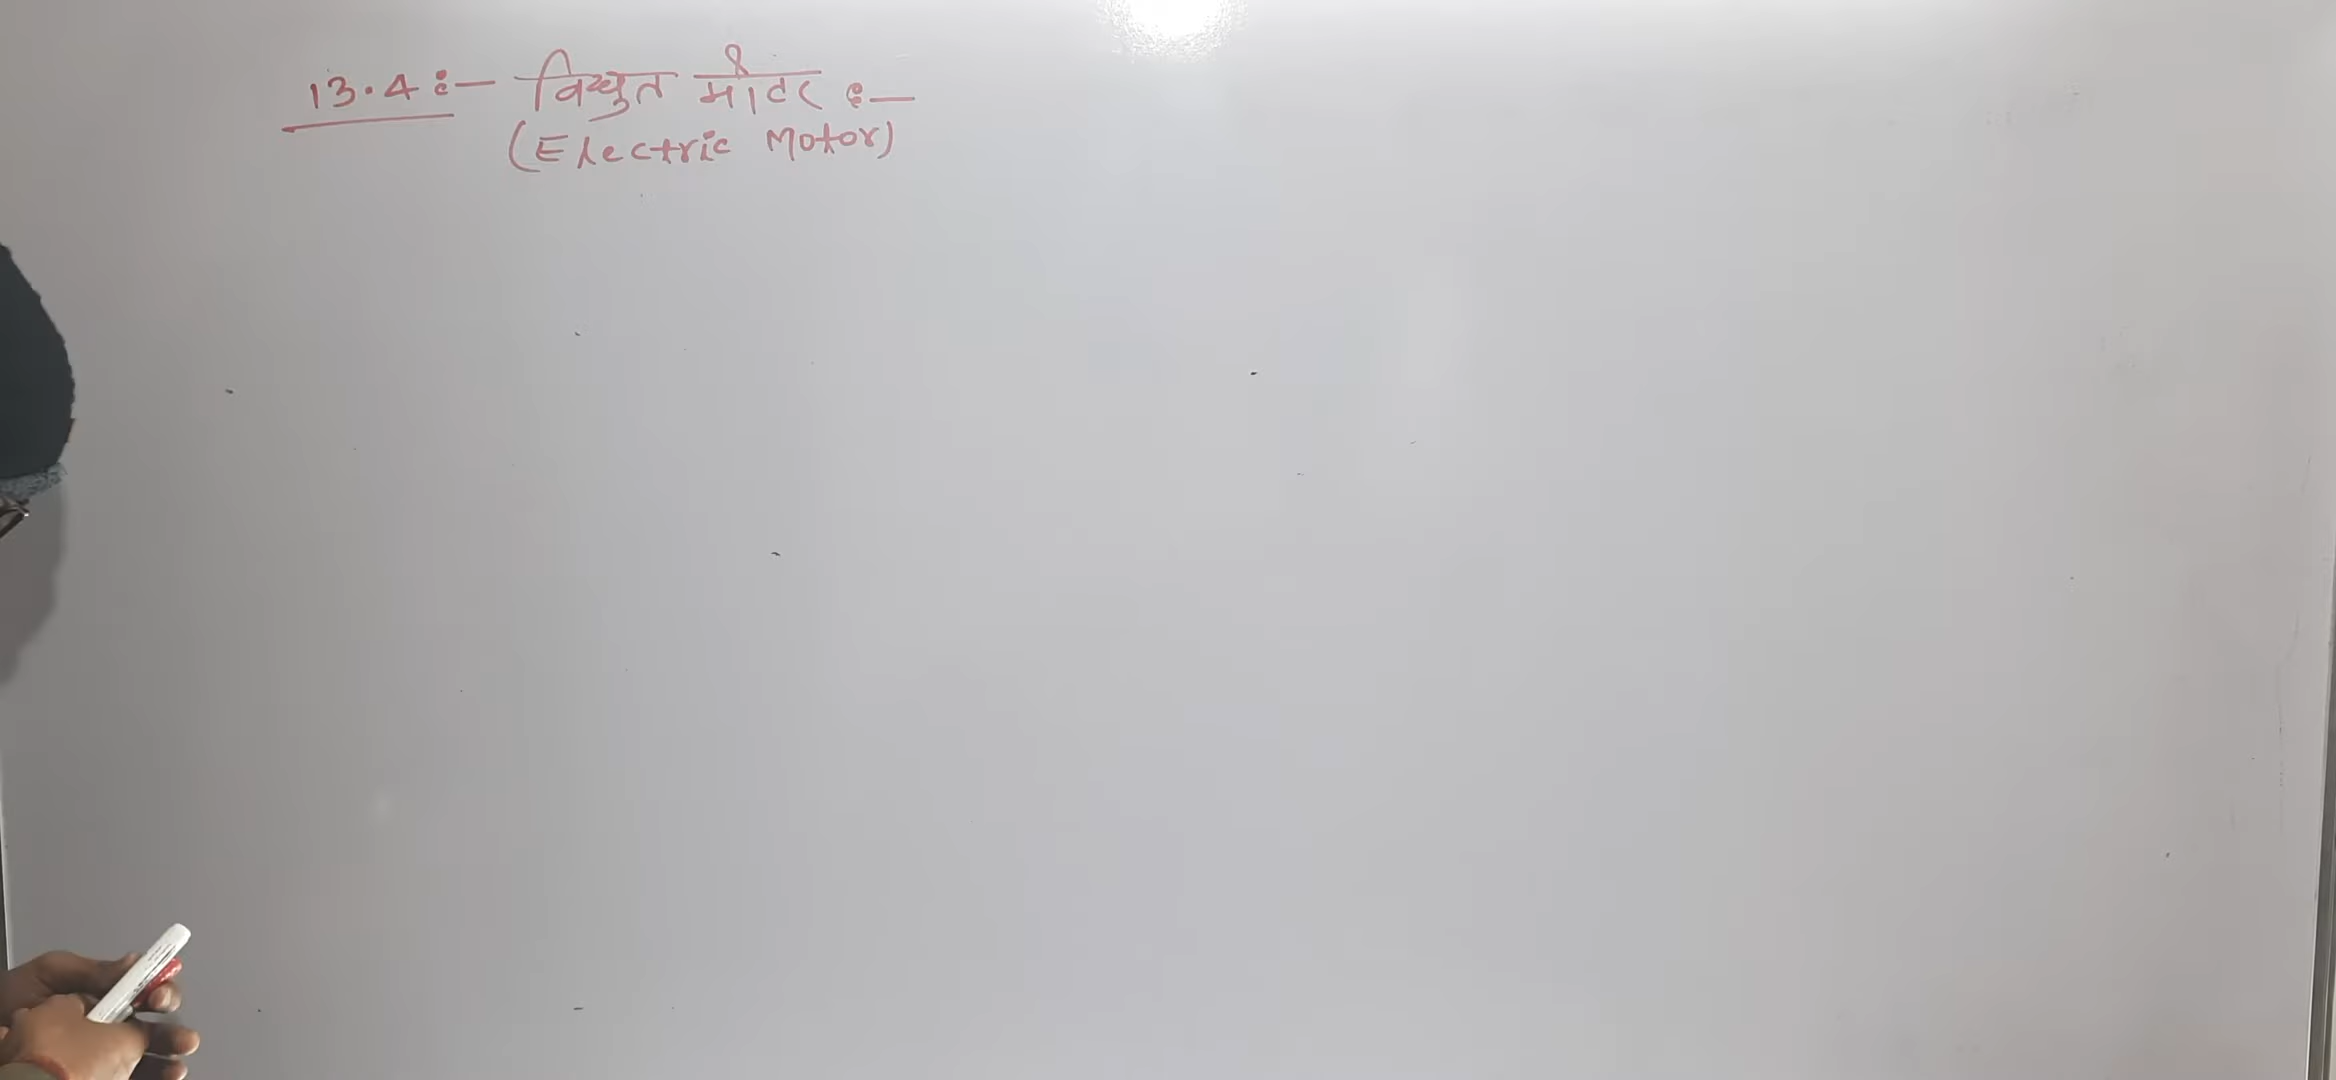 13.4 :- विद्युत मोटर :-
(Electric Motor)